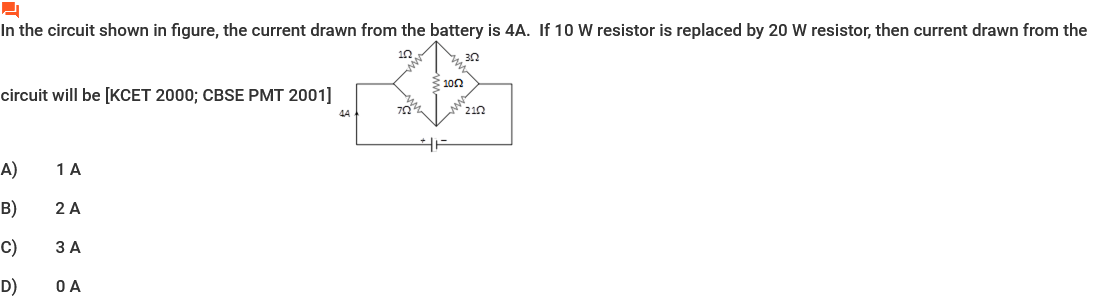 In the circuit shown in figure, the current drawn from the battery is 4A. If 10 W resistor is replaced by 20 W resistor, then current drawn from the
1Ω 3Ω
10Ω
circuit will be [KCET 2000; CBSE PMT 2001]
4A 7Ω 21Ω
+ −
A) 1 A
B) 2 A
C) 3 A
D) 0 A